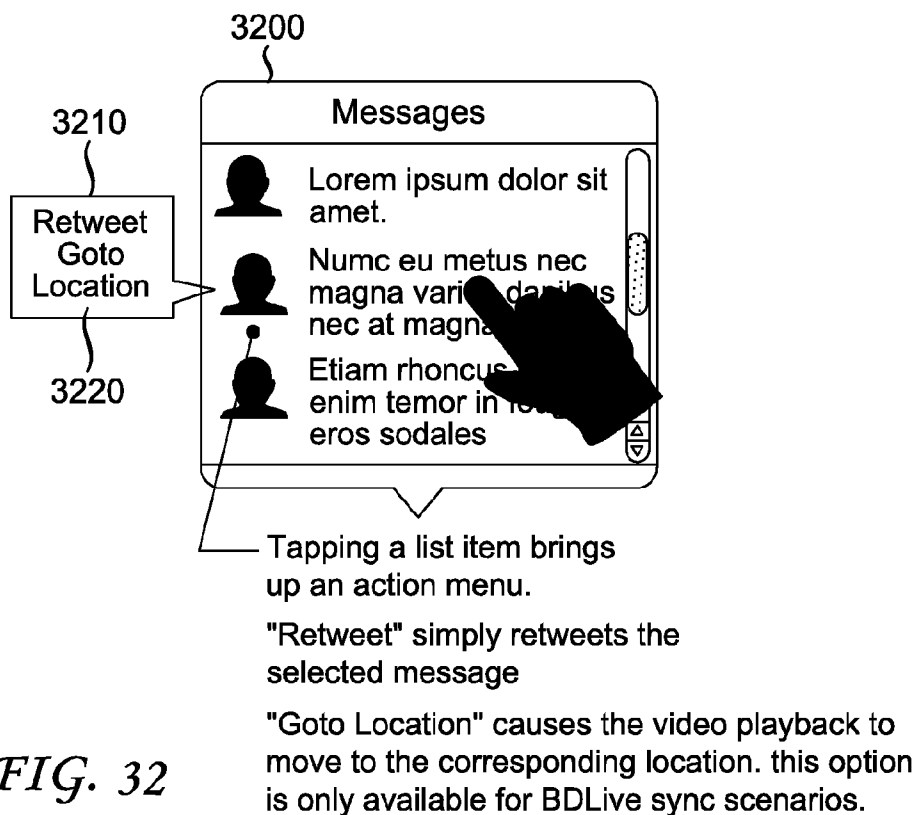 3200
Messages
3210
Retweet
Goto
Location
3220
Lorem ipsum dolor sit
amet.
Numc eu metus nec
magna
nec at magna
Etiam rhoncus
enim temor in
eros sodales
Tapping a list item brings
up an action menu.
"Retweet" simply retweets the
selected message
"Goto Location" causes the video playback to
move to the corresponding location. this option
is only available for BDLive sync scenarios.
FIG. 32